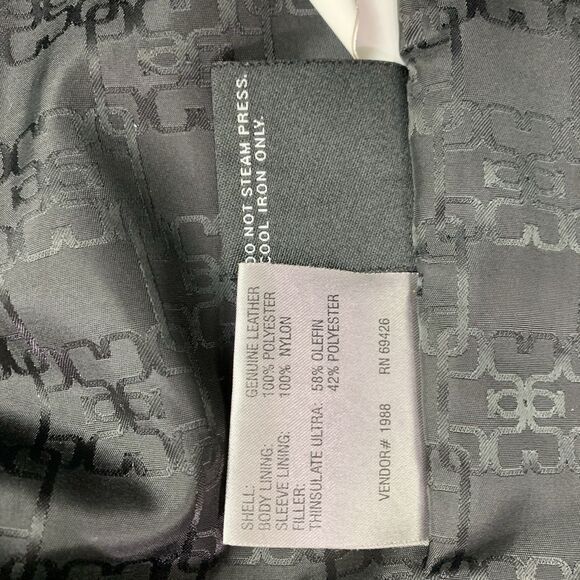 DO NOT STEAM PRESS.
COOL IRON ONLY.
SHELL: GENUINE LEATHER
BODY LINING: 100% POLYESTER
SLEEVE LINING: 100% NYLON
FILLER:
THINSULATE ULTRA: 58% OLEFIN
42% POLYESTER
VENDOR# 1988 RN 69426